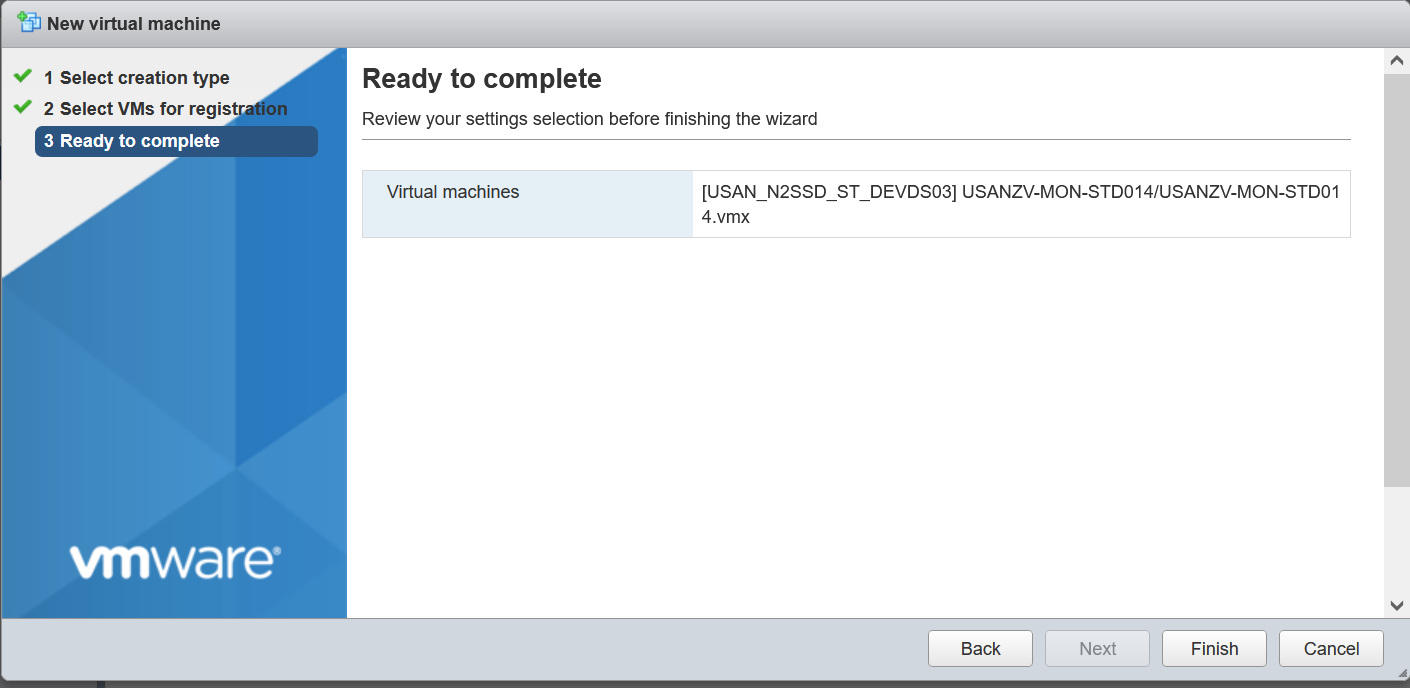 New virtual machine
1 Select creation type
2 Select VMs for registration
3 Ready to complete
vmware®
Ready to complete
Review your settings selection before finishing the wizard
Virtual machines
[USAN_N2SSD_ST_DEVDS03] USANZV-MON-STD014/USANZV-MON-STD01
4.vmx
Back
Next
Finish
Cancel